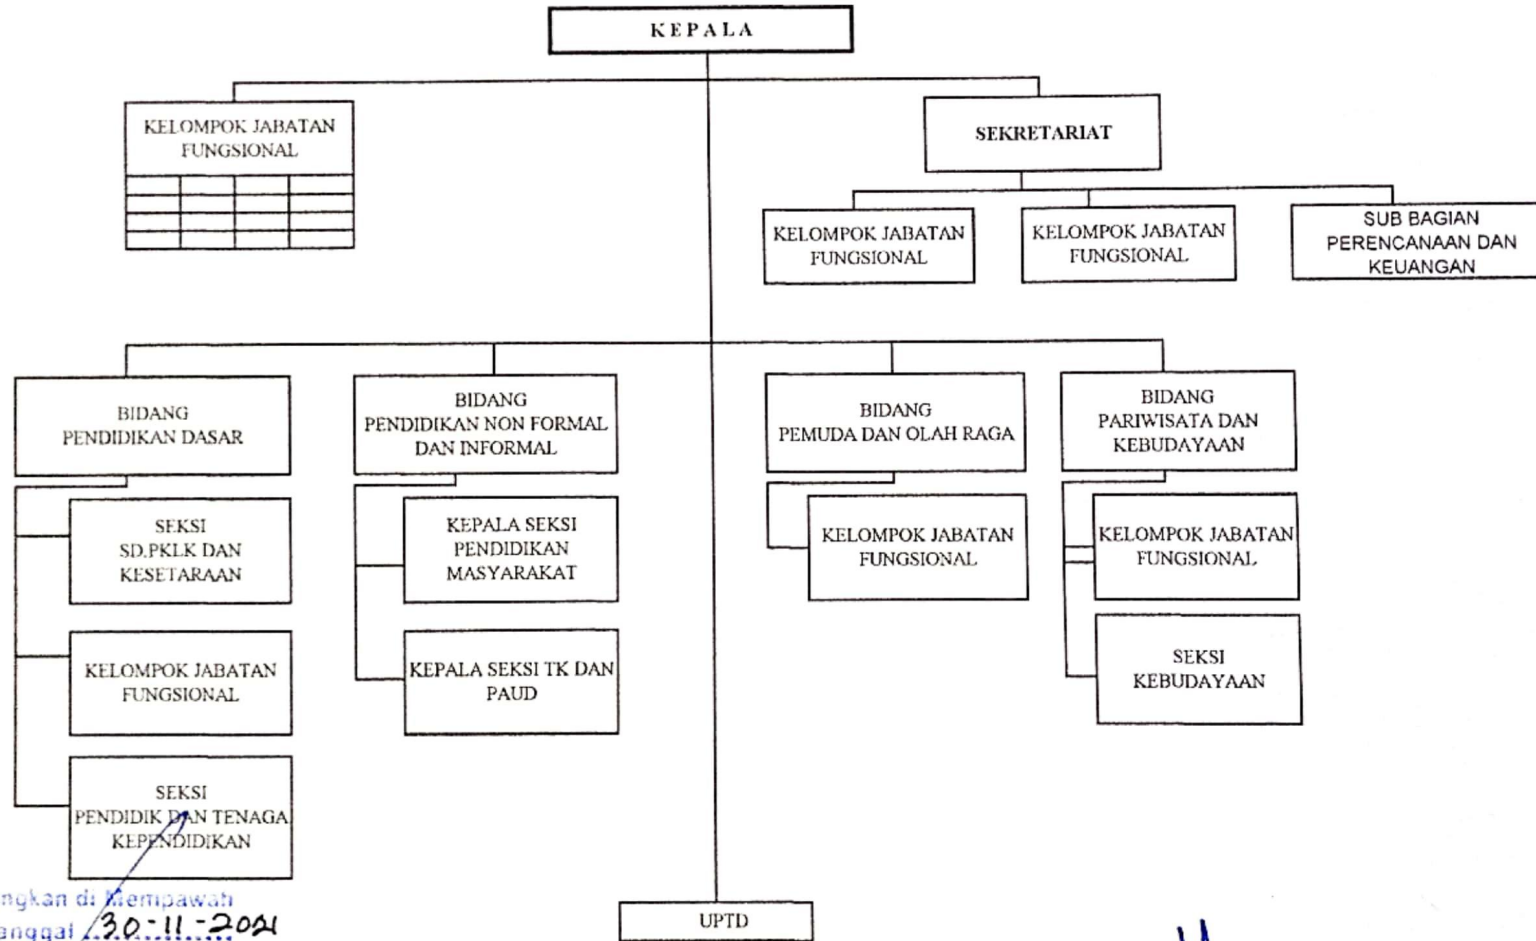 KEPALA
KELOMPOK JABATAN
FUNGSIONAL
SEKRETARIAT
KELOMPOK JABATAN
FUNGSIONAL
KELOMPOK JABATAN
FUNGSIONAL
SUB BAGIAN
PERENCANAAN DAN
KEUANGAN
BIDANG
PENDIDIKAN DASAR
BIDANG
PENDIDIKAN NON FORMAL
DAN INFORMAL
BIDANG
PEMUDA DAN OLAH RAGA
BIDANG
PARIWISATA DAN
KEBUDAYAAN
SEKSI
SD.PKLK DAN
KESETARAAN
KELOMPOK JABATAN
FUNGSIONAL
SEKSI
PENDIDIK DAN TENAGA
KEPENDIDIKAN
KEPALA SEKSI
PENDIDIKAN
MASYARAKAT
KEPALA SEKSI TK DAN
PAUD
KELOMPOK JABATAN
FUNGSIONAL
KELOMPOK JABATAN
FUNGSIONAL
SEKSI
KEBUDAYAAN
UPTD
ngkan di Mempawah
anggal 30-11-2021